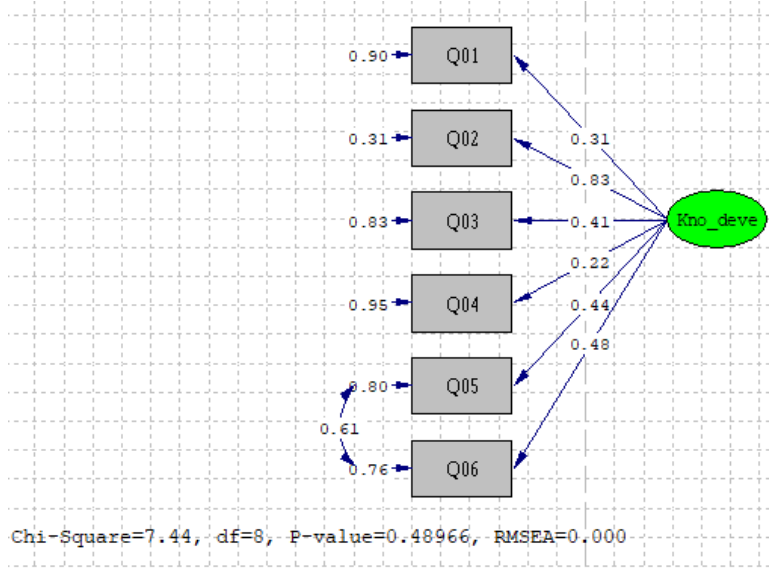 0.90 Q01
0.31
0.31 Q02
0.83
0.83 Q03 0.41 Kno_deve
0.22
0.95 Q04 0.44
0.48
0.80 Q05
0.61
0.76 Q06
Chi-Square=7.44, df=8, P-value=0.48966, RMSEA=0.000